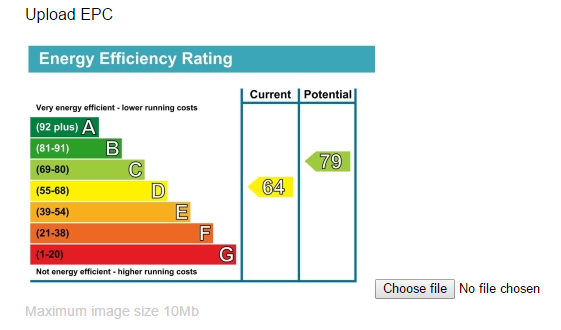 Upload EPC
Energy Efficiency Rating
Current Potential
Very energy efficient - lower running costs
(92 plus) A
(81-91) B
(69-80) C
79
(55-68) D
64
(39-54) E
(21-38) F
(1-20) G
Not energy efficient - higher running costs
Choose file No file chosen
Maximum image size 10Mb